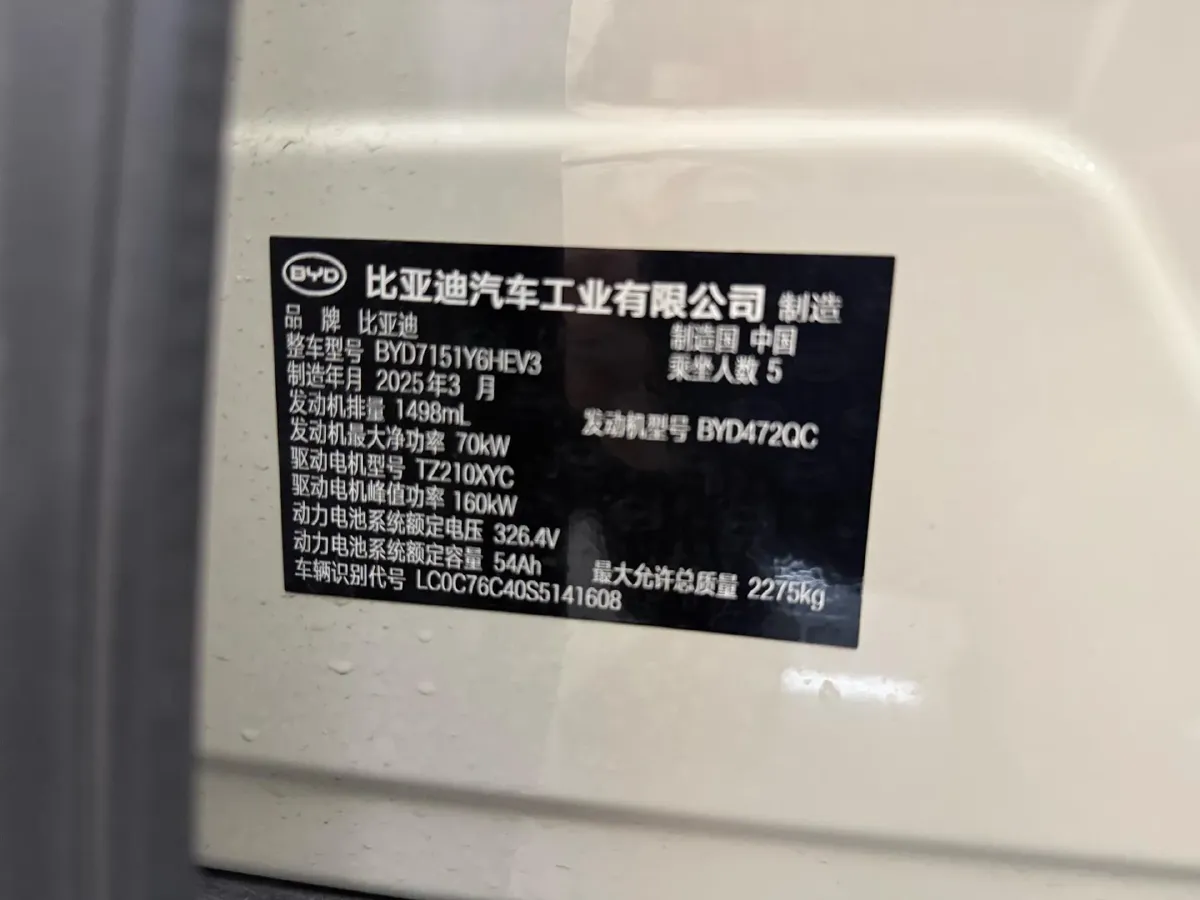 BYD 比亚迪汽车工业有限公司 制造
品 牌 比亚迪 制造国 中国
整车型号 BYD7151Y6HEV3 乘坐人数 5
制造年月 2025年3 月
发动机排量 1498mL 发动机型号 BYD472QC
发动机最大净功率 70kW
驱动电机型号 TZ210XYC
驱动电机峰值功率 160kW
动力电池系统额定电压 326.4V
动力电池系统额定容量 54Ah 最大允许总质量 2275kg
车辆识别代号 LC0C76C40S5141608